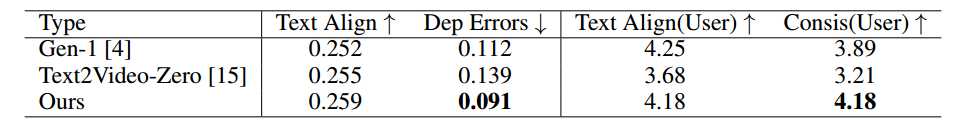 Type Text Align ↑ Dep Errors ↓ Text Align(User) ↑ Consis(User) ↑
Gen-1 [4] 0.252 0.112 4.25 3.89
Text2Video-Zero [15] 0.255 0.139 3.68 3.21
Ours 0.259 0.091 4.18 4.18